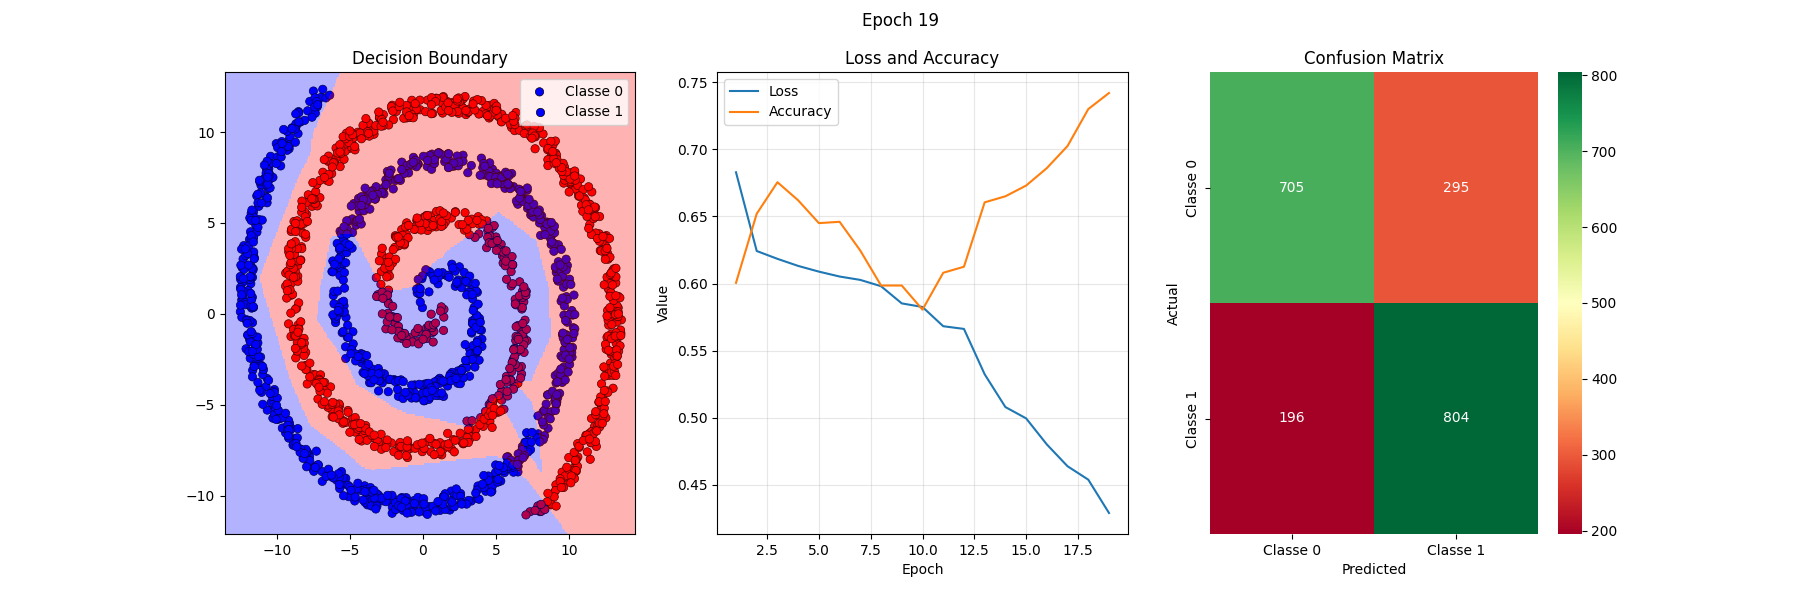 Epoch 19
Decision Boundary
Classe 0
Classe 1
10
5
0
−5
−10
−10 −5 0 5 10
Loss and Accuracy
Loss
Accuracy
Value
0.75
0.70
0.65
0.60
0.55
0.50
0.45
2.5 5.0 7.5 10.0 12.5 15.0 17.5
Epoch
Confusion Matrix
Actual
Classe 0
Classe 1
705 295
196 804
Classe 0 Classe 1
Predicted
800
700
600
500
400
300
200